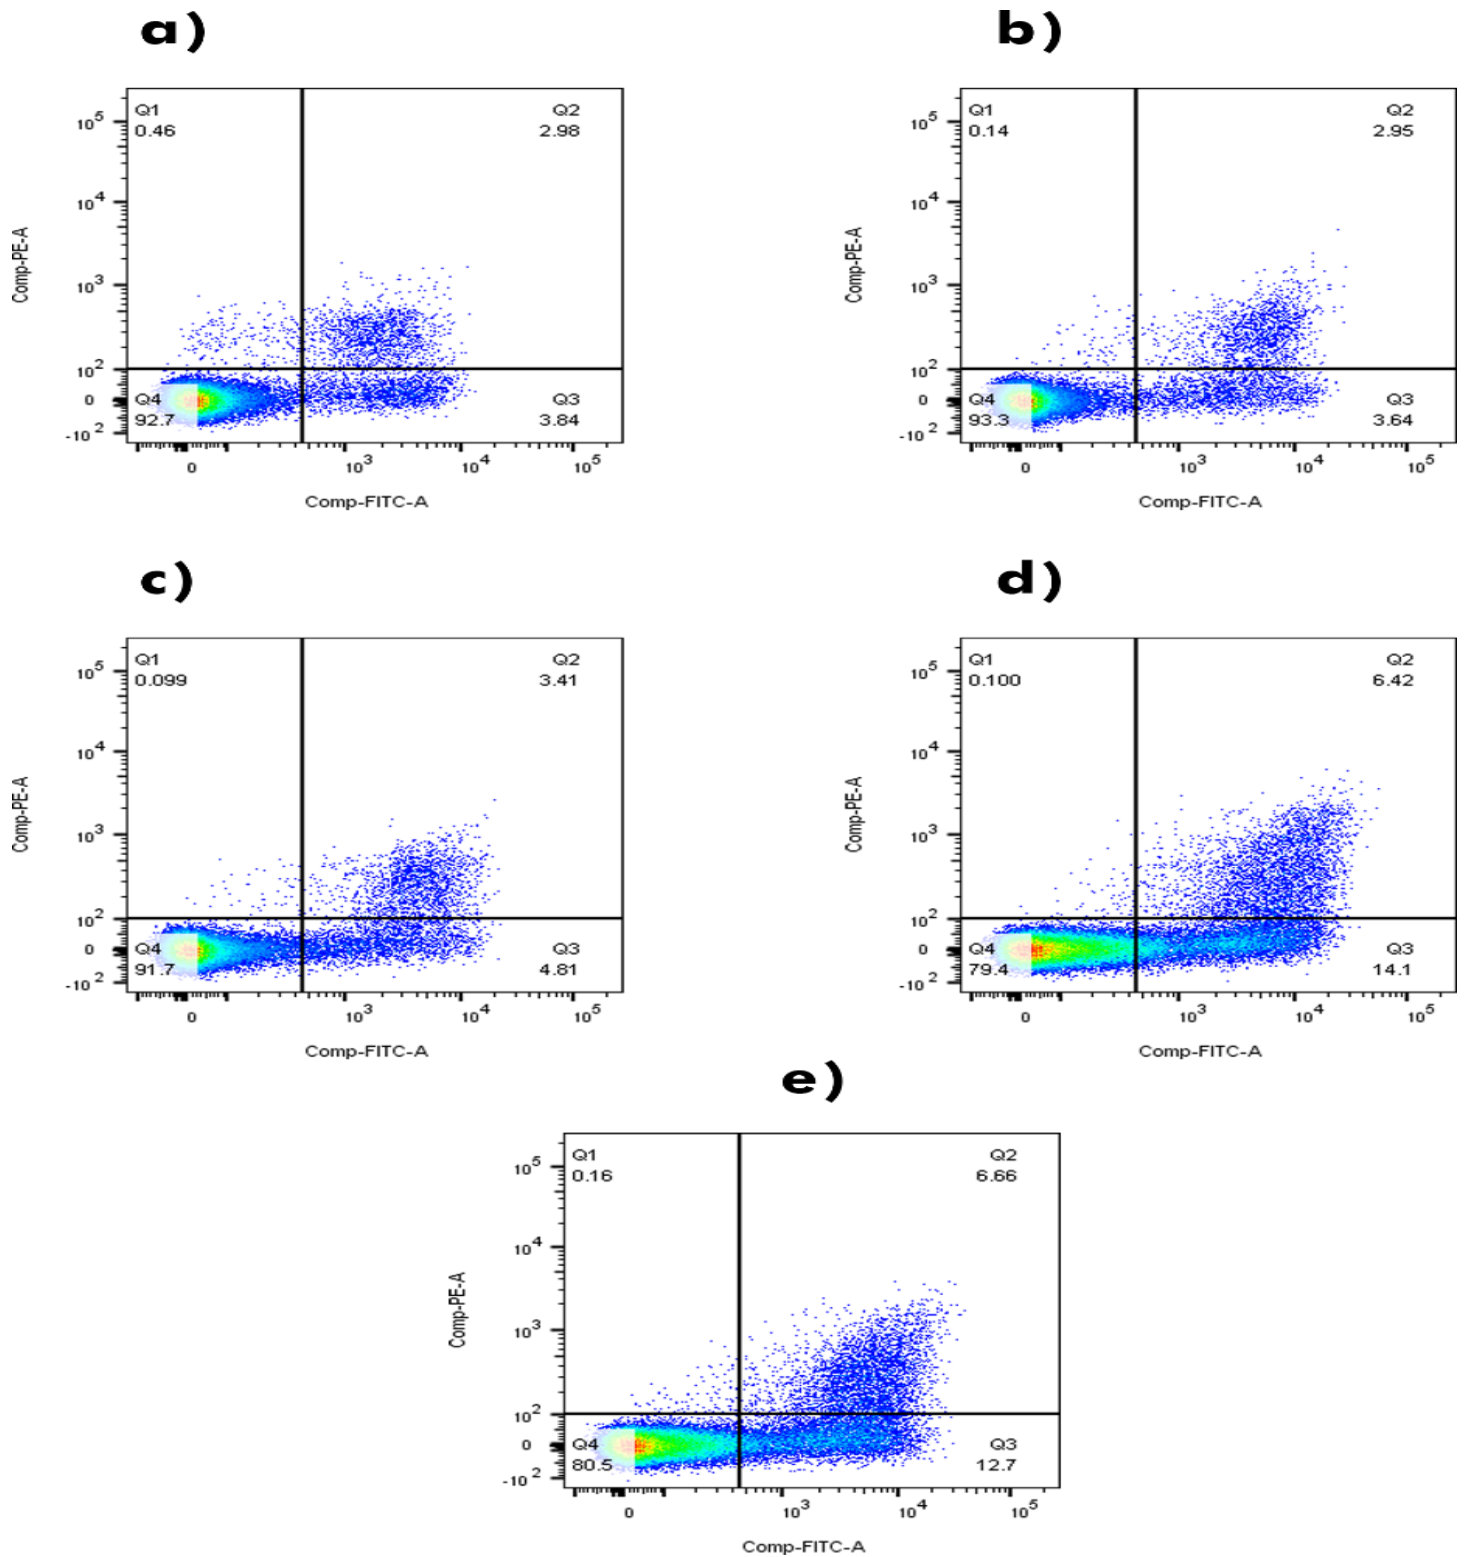 a)
Q1
0.46
Q2
2.98
10^5
10^4
10^3
10^2
0
-10^2
Q4
92.7
Q3
3.84
Comp-PE-A
0
10^3
10^4
10^5
Comp-FITC-A
b)
Q1
0.14
Q2
2.95
10^5
10^4
10^3
10^2
0
-10^2
Q4
93.3
Q3
3.64
Comp-PE-A
0
10^3
10^4
10^5
Comp-FITC-A
c)
Q1
0.099
Q2
3.41
10^5
10^4
10^3
10^2
0
-10^2
Q4
91.7
Q3
4.81
Comp-PE-A
0
10^3
10^4
10^5
Comp-FITC-A
d)
Q1
0.100
Q2
6.42
10^5
10^4
10^3
10^2
0
-10^2
Q4
79.4
Q3
14.1
Comp-PE-A
0
10^3
10^4
10^5
Comp-FITC-A
e)
Q1
0.16
Q2
6.66
10^5
10^4
10^3
10^2
0
-10^2
Q4
80.5
Q3
12.7
Comp-PE-A
0
10^3
10^4
10^5
Comp-FITC-A